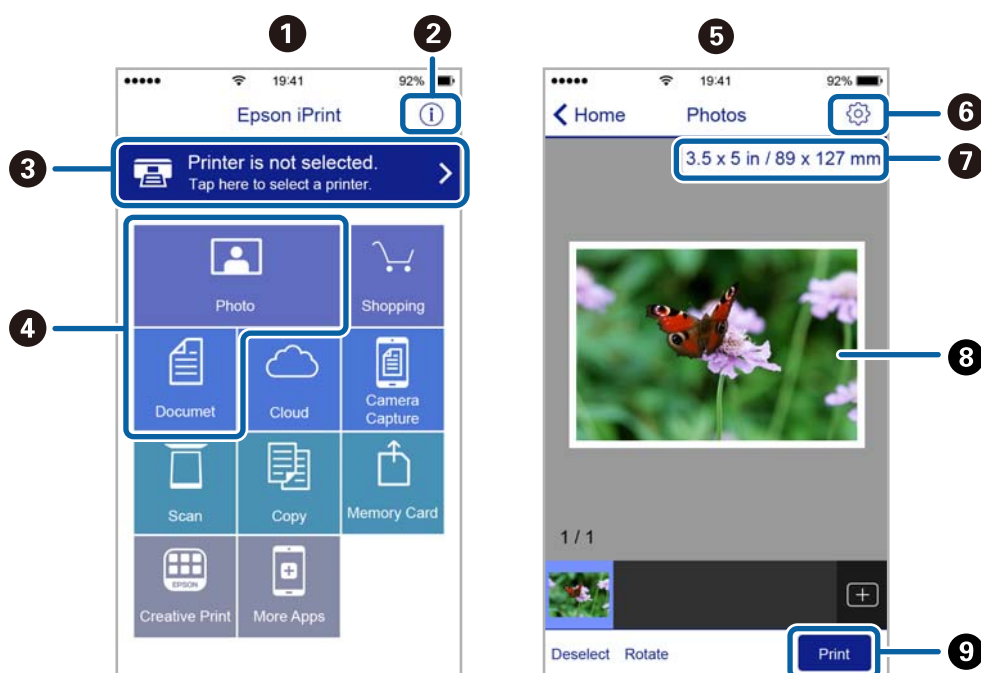 1
2
19:41
92%
Epson iPrint
i
3
Printer is not selected.
Tap here to select a printer.
4
Photo
Shopping
Documet
Cloud
Camera
Capture
Scan
Copy
Memory Card
EPSON
Creative Print
More Apps
5
19:41
92%
Home
Photos
6
3.5 x 5 in / 89 x 127 mm
7
8
1 / 1
Deselect
Rotate
Print
9